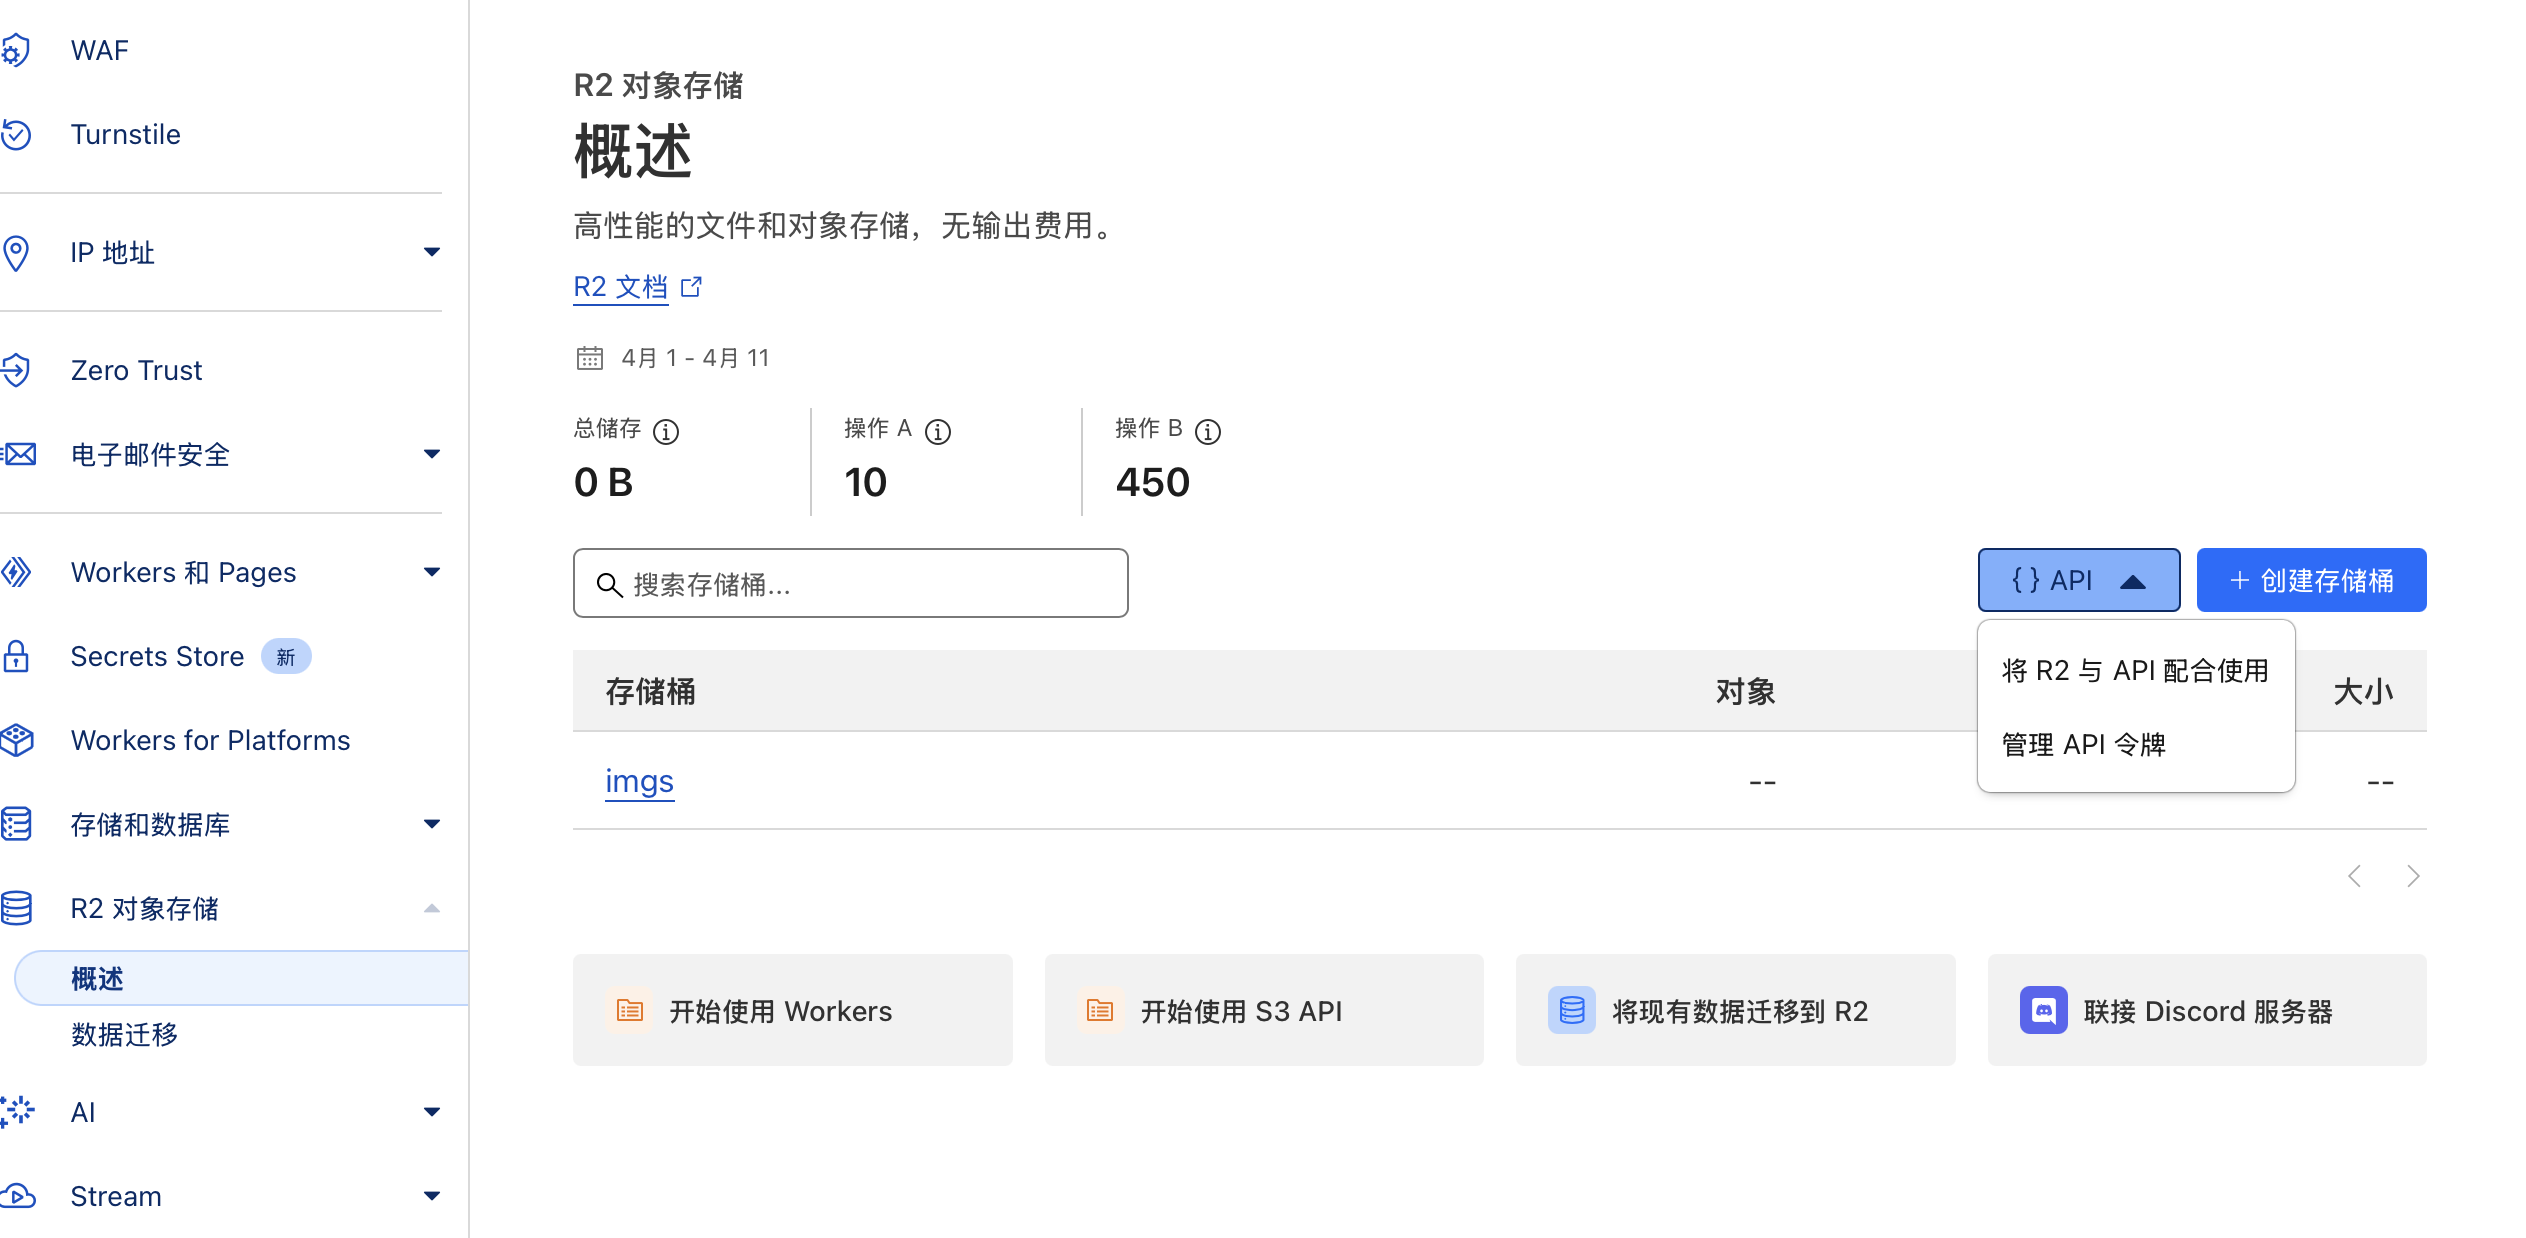 WAF
Turnstile
IP 地址
Zero Trust
电子邮件安全
Workers 和 Pages
Secrets Store 新
Workers for Platforms
存储和数据库
R2 对象存储
概述
数据迁移
AI
Stream
R2 对象存储
概述
高性能的文件和对象存储，无输出费用。
R2 文档
4月 1 - 4月 11
总储存 操作 A 操作 B
0 B 10 450
搜索存储桶...
{ } API
+ 创建存储桶
将 R2 与 API 配合使用
管理 API 令牌
存储桶 对象 大小
imgs -- --
开始使用 Workers
开始使用 S3 API
将现有数据迁移到 R2
联接 Discord 服务器